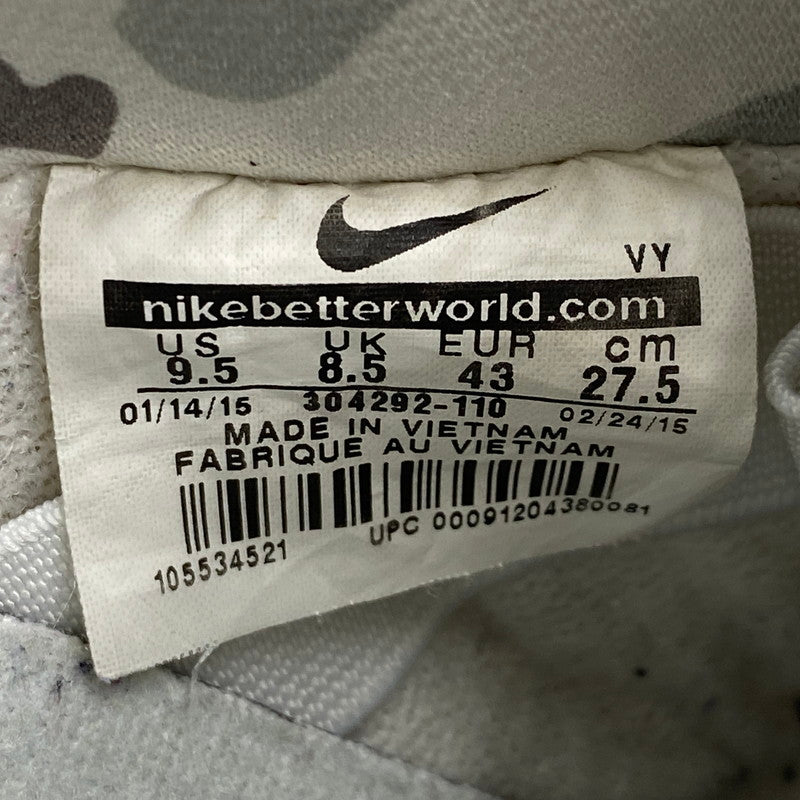 VY
nikebetterworld.com
US UK EUR cm
9.5 8.5 43 27.5
01/14/15 304292-110 02/24/15
MADE IN VIETNAM
FABRIQUE AU VIETNAM
105534521 UPC 00091204380081